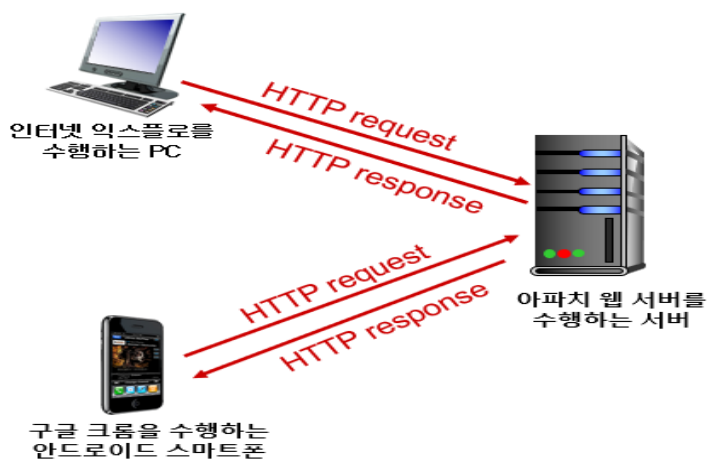 HTTP request
인터넷 익스플로를
수행하는 PC
HTTP response
아파치 웹 서버를
수행하는 서버
HTTP request
HTTP response
구글 크롬을 수행하는
안드로이드 스마트폰